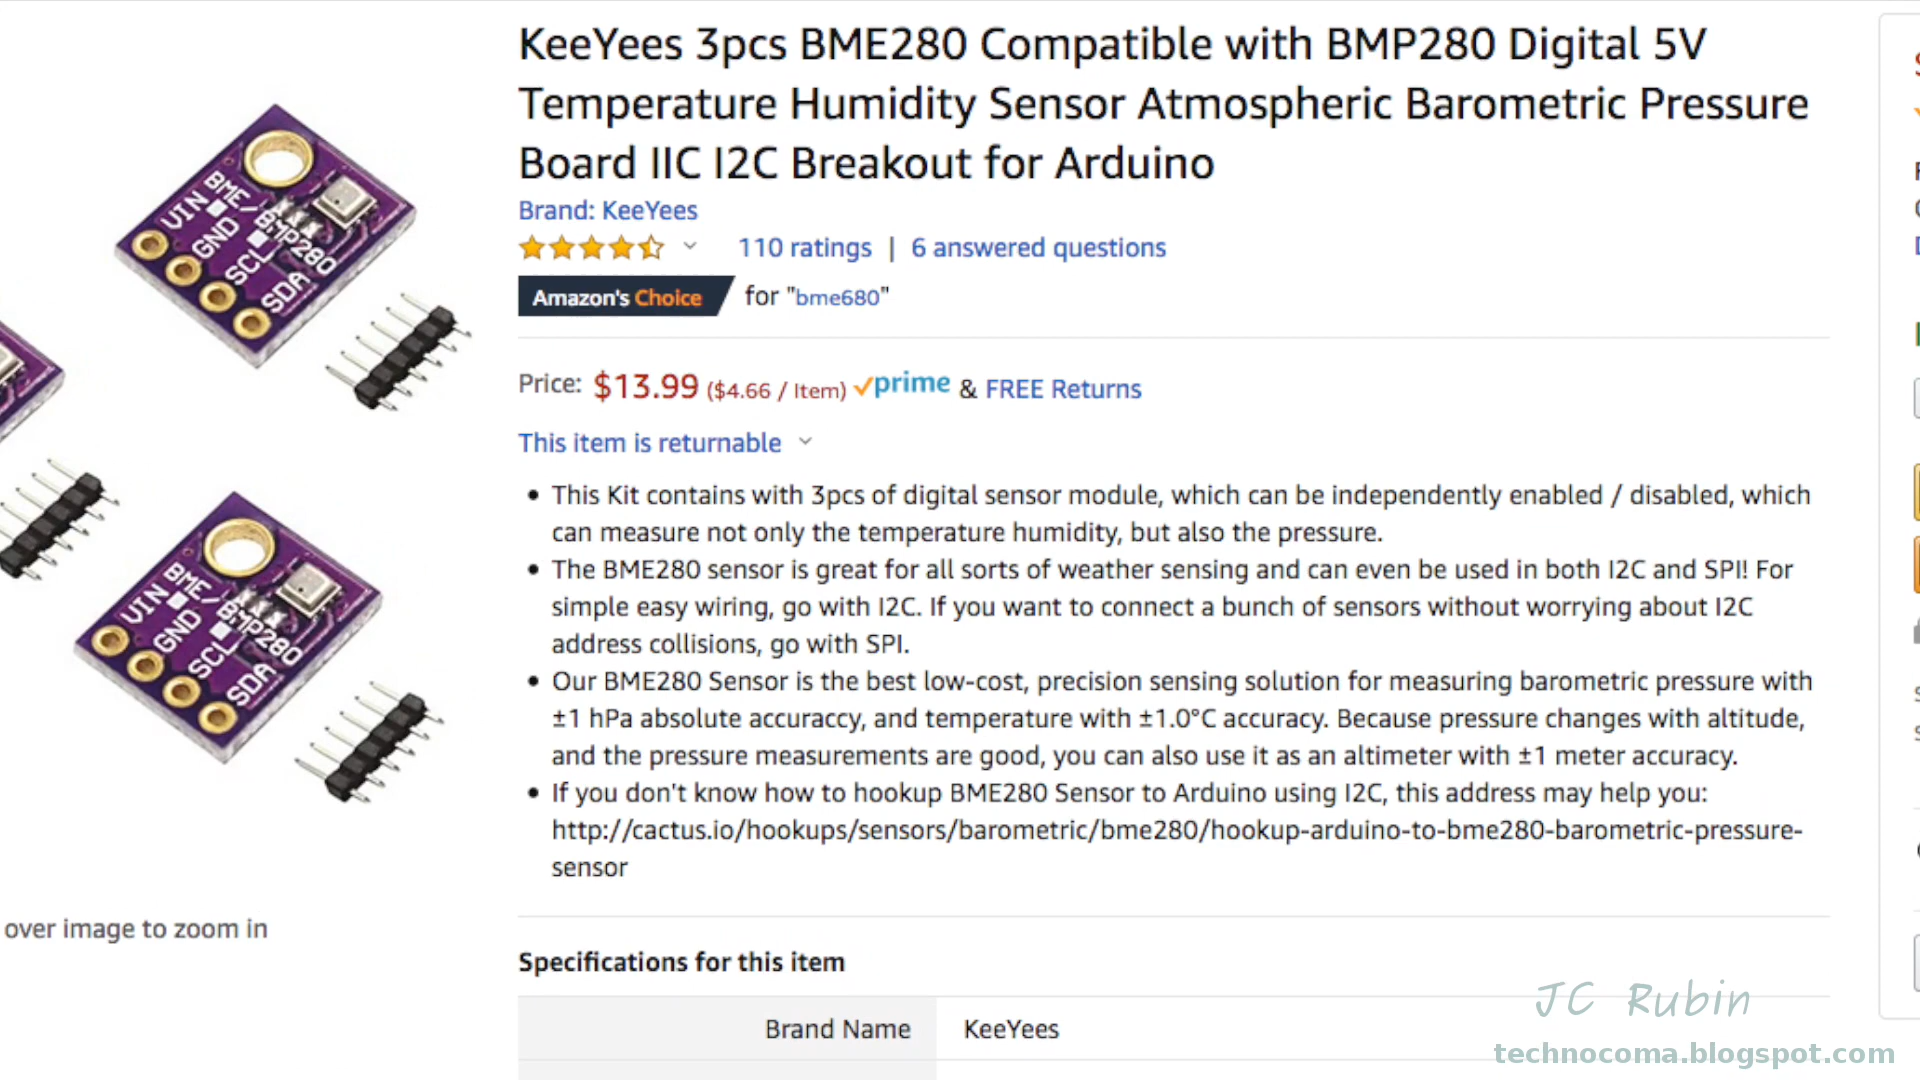 KeeYees 3pcs BME280 Compatible with BMP280 Digital 5V
Temperature Humidity Sensor Atmospheric Barometric Pressure
Board IIC I2C Breakout for Arduino
Brand: KeeYees
110 ratings | 6 answered questions
Amazon's Choice for "bme680"
Price: $13.99 ($4.66 / Item) prime & FREE Returns
This item is returnable
• This Kit contains with 3pcs of digital sensor module, which can be independently enabled / disabled, which
can measure not only the temperature humidity, but also the pressure.
• The BME280 sensor is great for all sorts of weather sensing and can even be used in both I2C and SPI! For
simple easy wiring, go with I2C. If you want to connect a bunch of sensors without worrying about I2C
address collisions, go with SPI.
• Our BME280 Sensor is the best low-cost, precision sensing solution for measuring barometric pressure with
±1 hPa absolute accuraccy, and temperature with ±1.0°C accuracy. Because pressure changes with altitude,
and the pressure measurements are good, you can also use it as an altimeter with ±1 meter accuracy.
• If you don't know how to hookup BME280 Sensor to Arduino using I2C, this address may help you:
http://cactus.io/hookups/sensors/barometric/bme280/hookup-arduino-to-bme280-barometric-pressure-
sensor
Specifications for this item
Brand Name KeeYees
VIN
GND
SCL
SDA
BME/
BMP280
VIN
GND
SCL
SDA
BME/
BMP280
over image to zoom in
JC Rubin
technocoma.blogspot.com